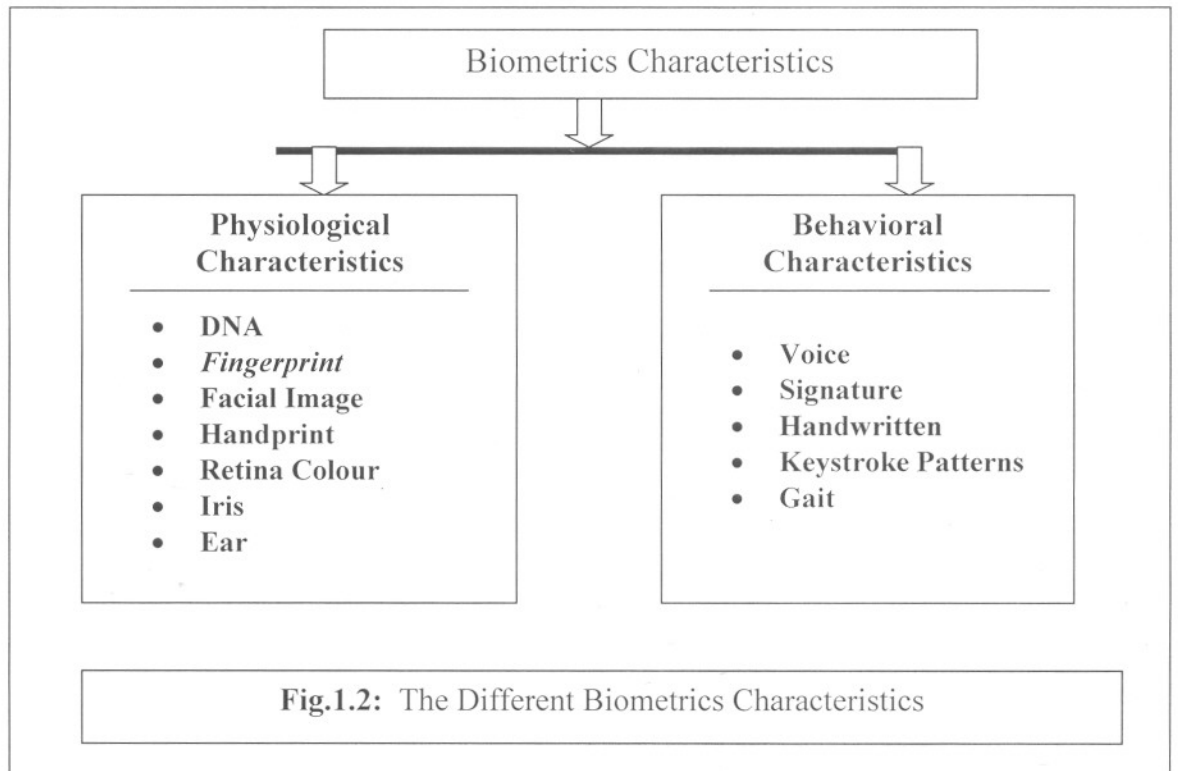 Biometrics Characteristics
Physiological
Characteristics
• DNA
• Fingerprint
• Facial Image
• Handprint
• Retina Colour
• Iris
• Ear
Behavioral
Characteristics
• Voice
• Signature
• Handwritten
• Keystroke Patterns
• Gait
Fig.1.2: The Different Biometrics Characteristics